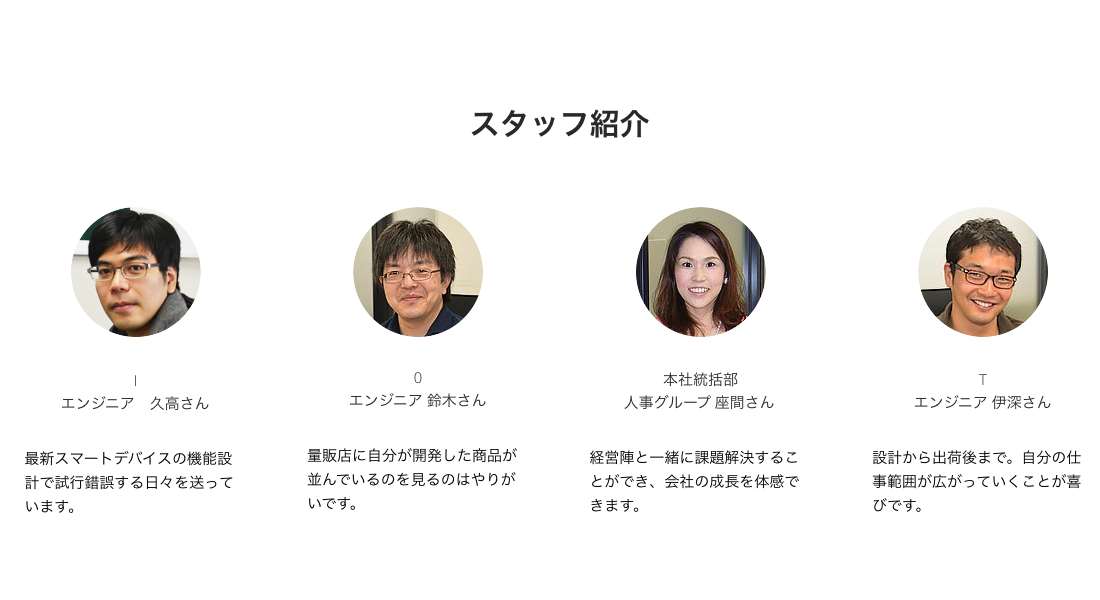 スタッフ紹介
I
エンジニア　久高さん
最新スマートデバイスの機能設
計で試行錯誤する日々を送って
います。
O
エンジニア 鈴木さん
量販店に自分が開発した商品が
並んでいるのを見るのはやりが
いです。
本社統括部
人事グループ 座間さん
経営陣と一緒に課題解決するこ
とができ、会社の成長を体感で
きます。
T
エンジニア 伊深さん
設計から出荷後まで。自分の仕
事範囲が広がっていくことが喜
びです。